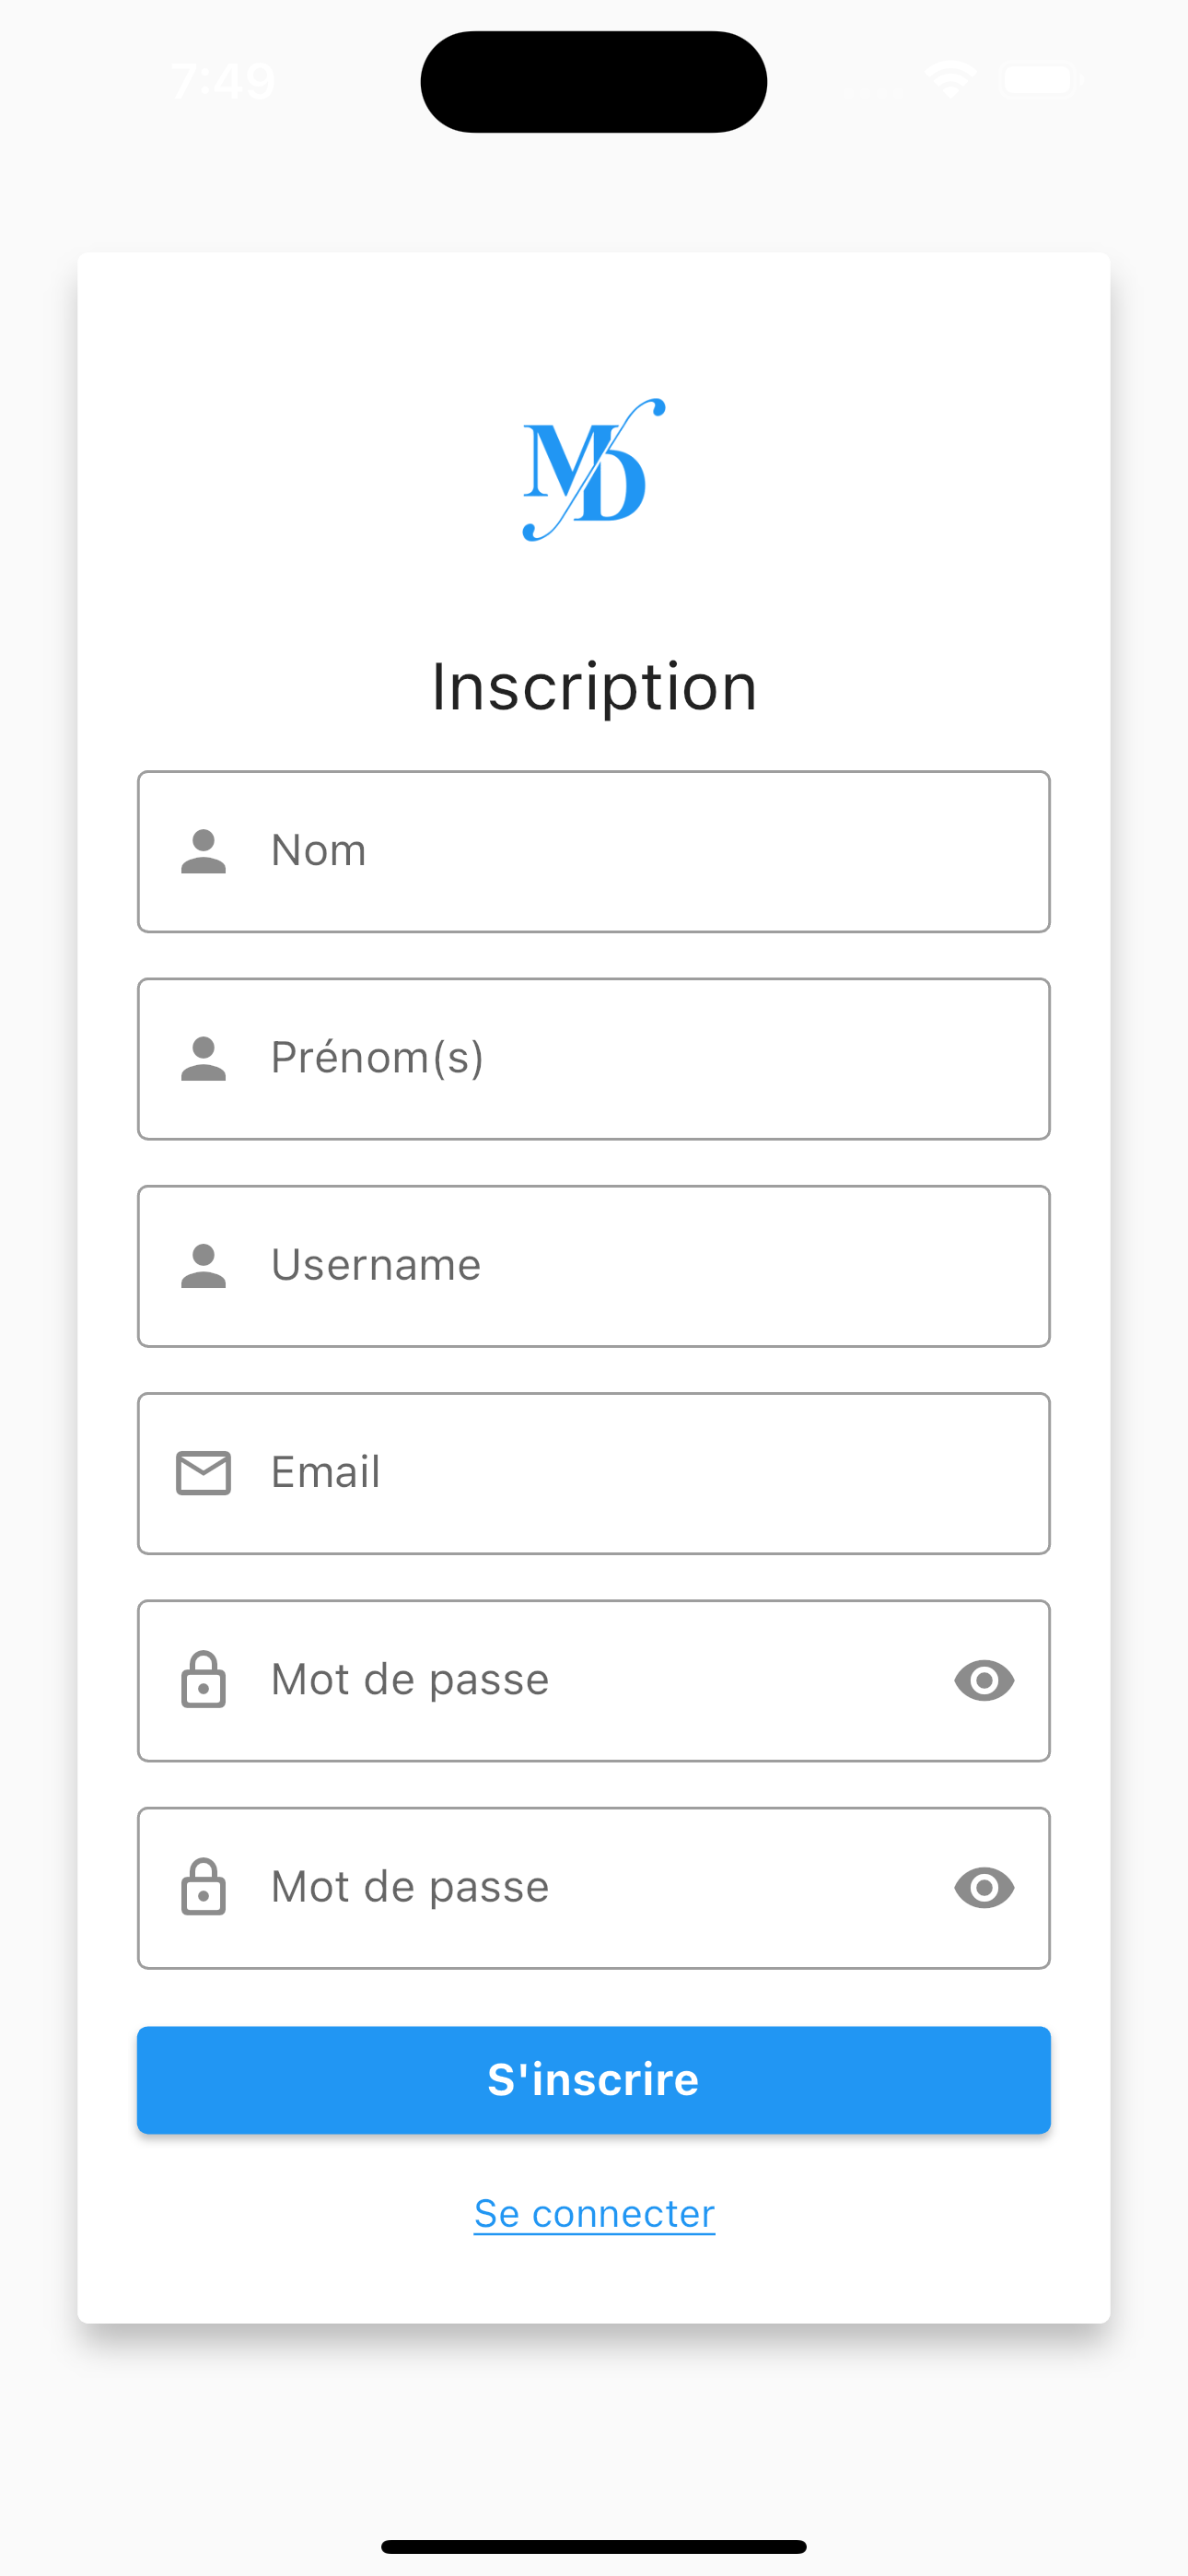 7:49
MD
Inscription
Nom
Prénom(s)
Username
Email
Mot de passe
Mot de passe
S'inscrire
Se connecter